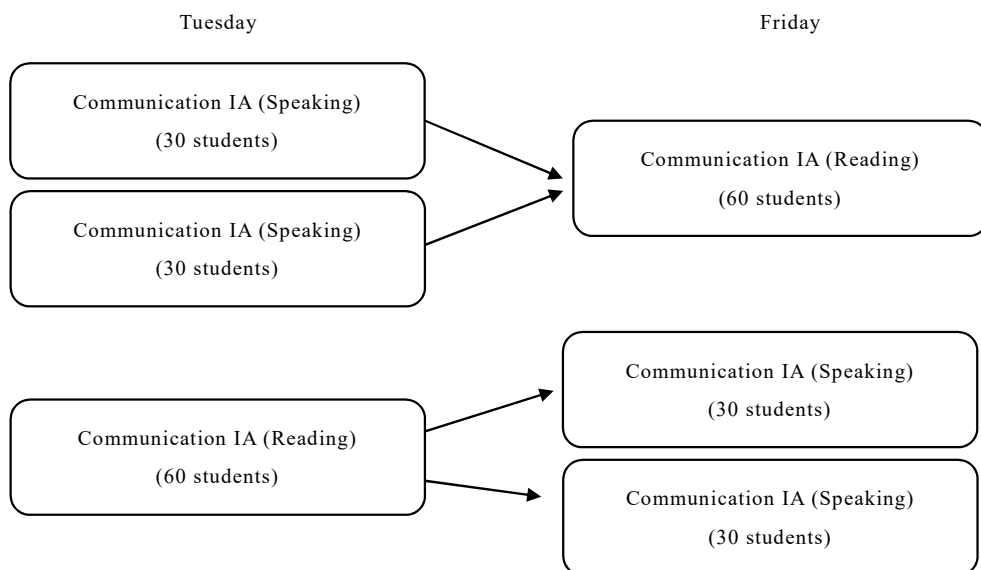 Tuesday
Friday
Communication IA (Speaking)
(30 students)
Communication IA (Speaking)
(30 students)
Communication IA (Reading)
(60 students)
Communication IA (Reading)
(60 students)
Communication IA (Speaking)
(30 students)
Communication IA (Speaking)
(30 students)